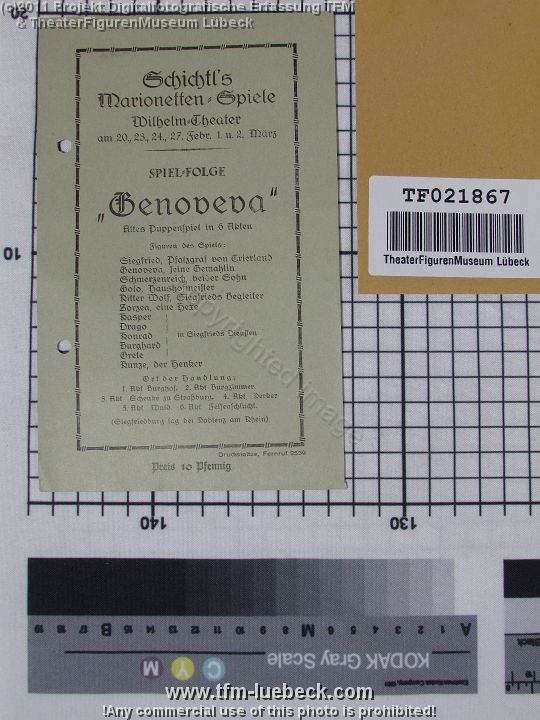 (c)2011 Projekt Digitalfotografische Erfassung TFM
& TheaterFigurenMuseum Lübeck
20
Schichtl's
Marionetten-Spiele
Wilhelm-Theater
am 20., 23., 24., 27. Febr. 1. u. 2. März
SPIEL-FOLGE
„Genoveva"
Altes Puppenspiel in 6 Akten
Figuren des Spiels:
Siegfried, Pfalzgraf von Trierland
Genoveva, seine Gemahlin
Schmerzenreich, beider Sohn
Golo, Haushofmeister
Ritter Wolf, Siegfrieds Begleiter
Zorzea, eine Hexe
Kasper
Drago
Konrad
in Siegfrieds Diensten
Burghard
Grete
Kunze, der Henker
Ort der Handlung:
1. Akt Burghof. 2. Akt Burgzimmer.
3. Akt Schenke zu Straßburg. 4. Akt Kerker
5. Akt Wald. 6. Akt Felsenschlucht.
(Siegfriedburg lag bei Koblenz am Rhein)
Fernruf 2539
Preis 10 Pfennig
TF021867
TheaterFigurenMuseum Lübeck
10
140
130
copyrighted image
A 1 2 3 4 5 6 M 8 9 10 11 12 13 14 15 B 17 18 19
KODAK Gray Scale
C Y M
www.tfm-luebeck.com
!Any commercial use of this photo is prohibited!